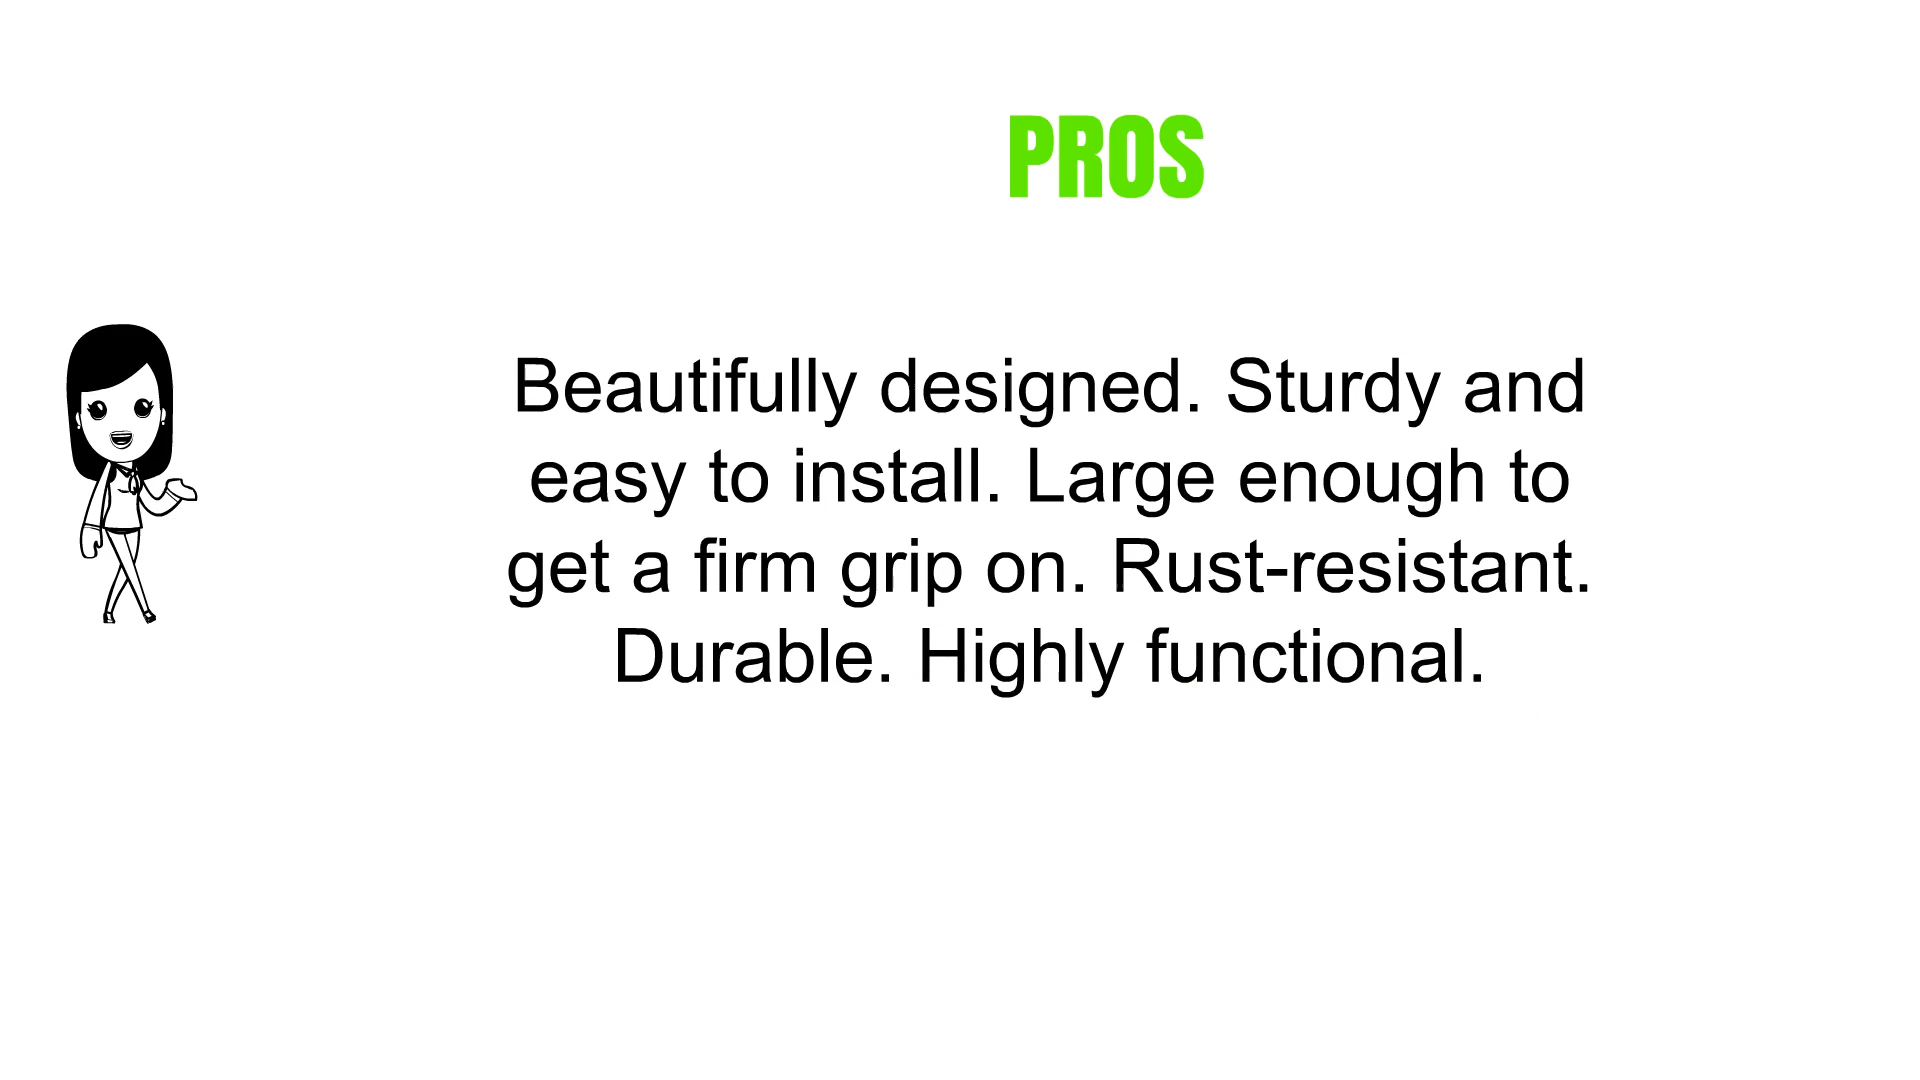 PROS
Beautifully designed. Sturdy and
easy to install. Large enough to
get a firm grip on. Rust-resistant.
Durable. Highly functional.